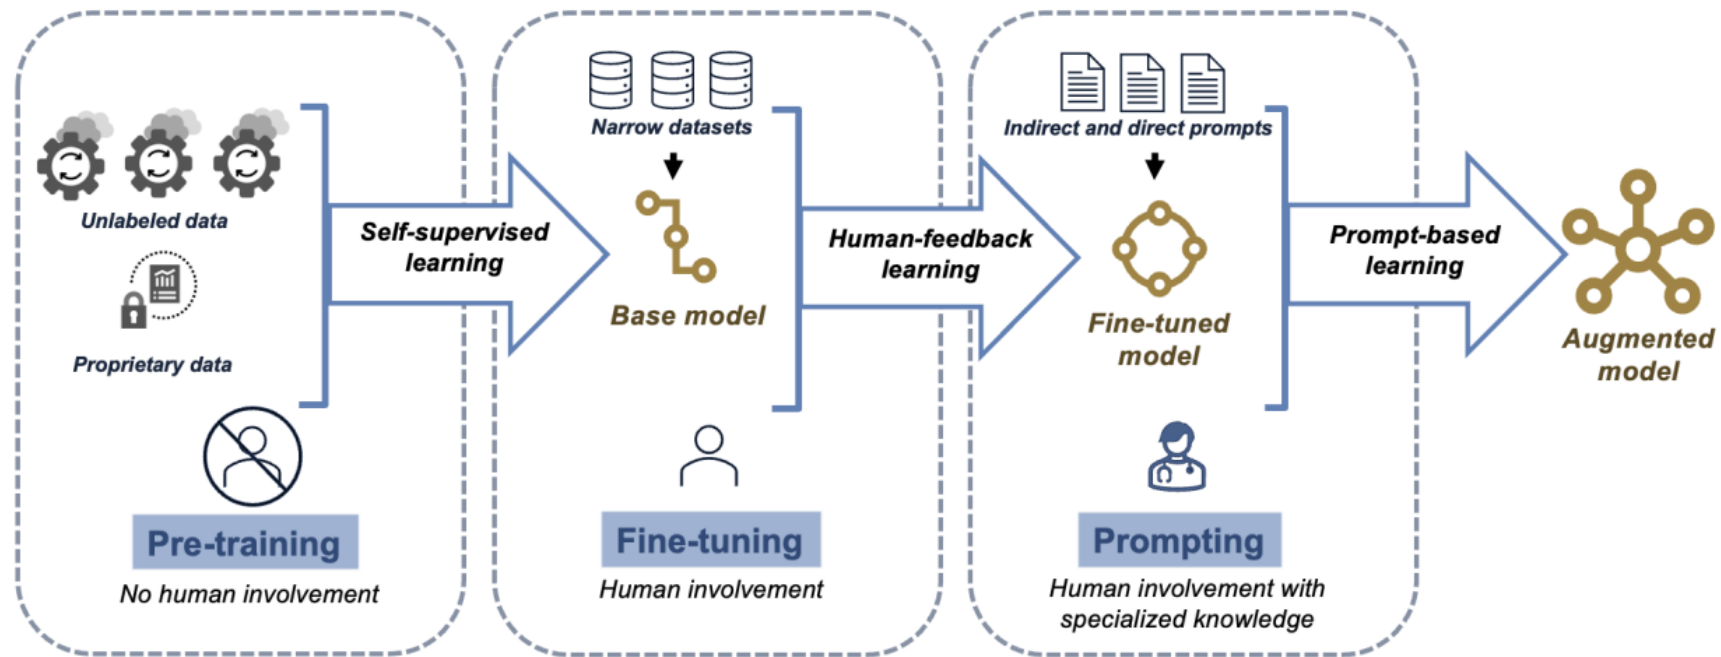 Unlabeled data
Proprietary data
Self-supervised
learning
Pre-training
No human involvement
Narrow datasets
Base model
Human-feedback
learning
Fine-tuning
Human involvement
Indirect and direct prompts
Fine-tuned
model
Prompt-based
learning
Prompting
Human involvement with
specialized knowledge
Augmented
model